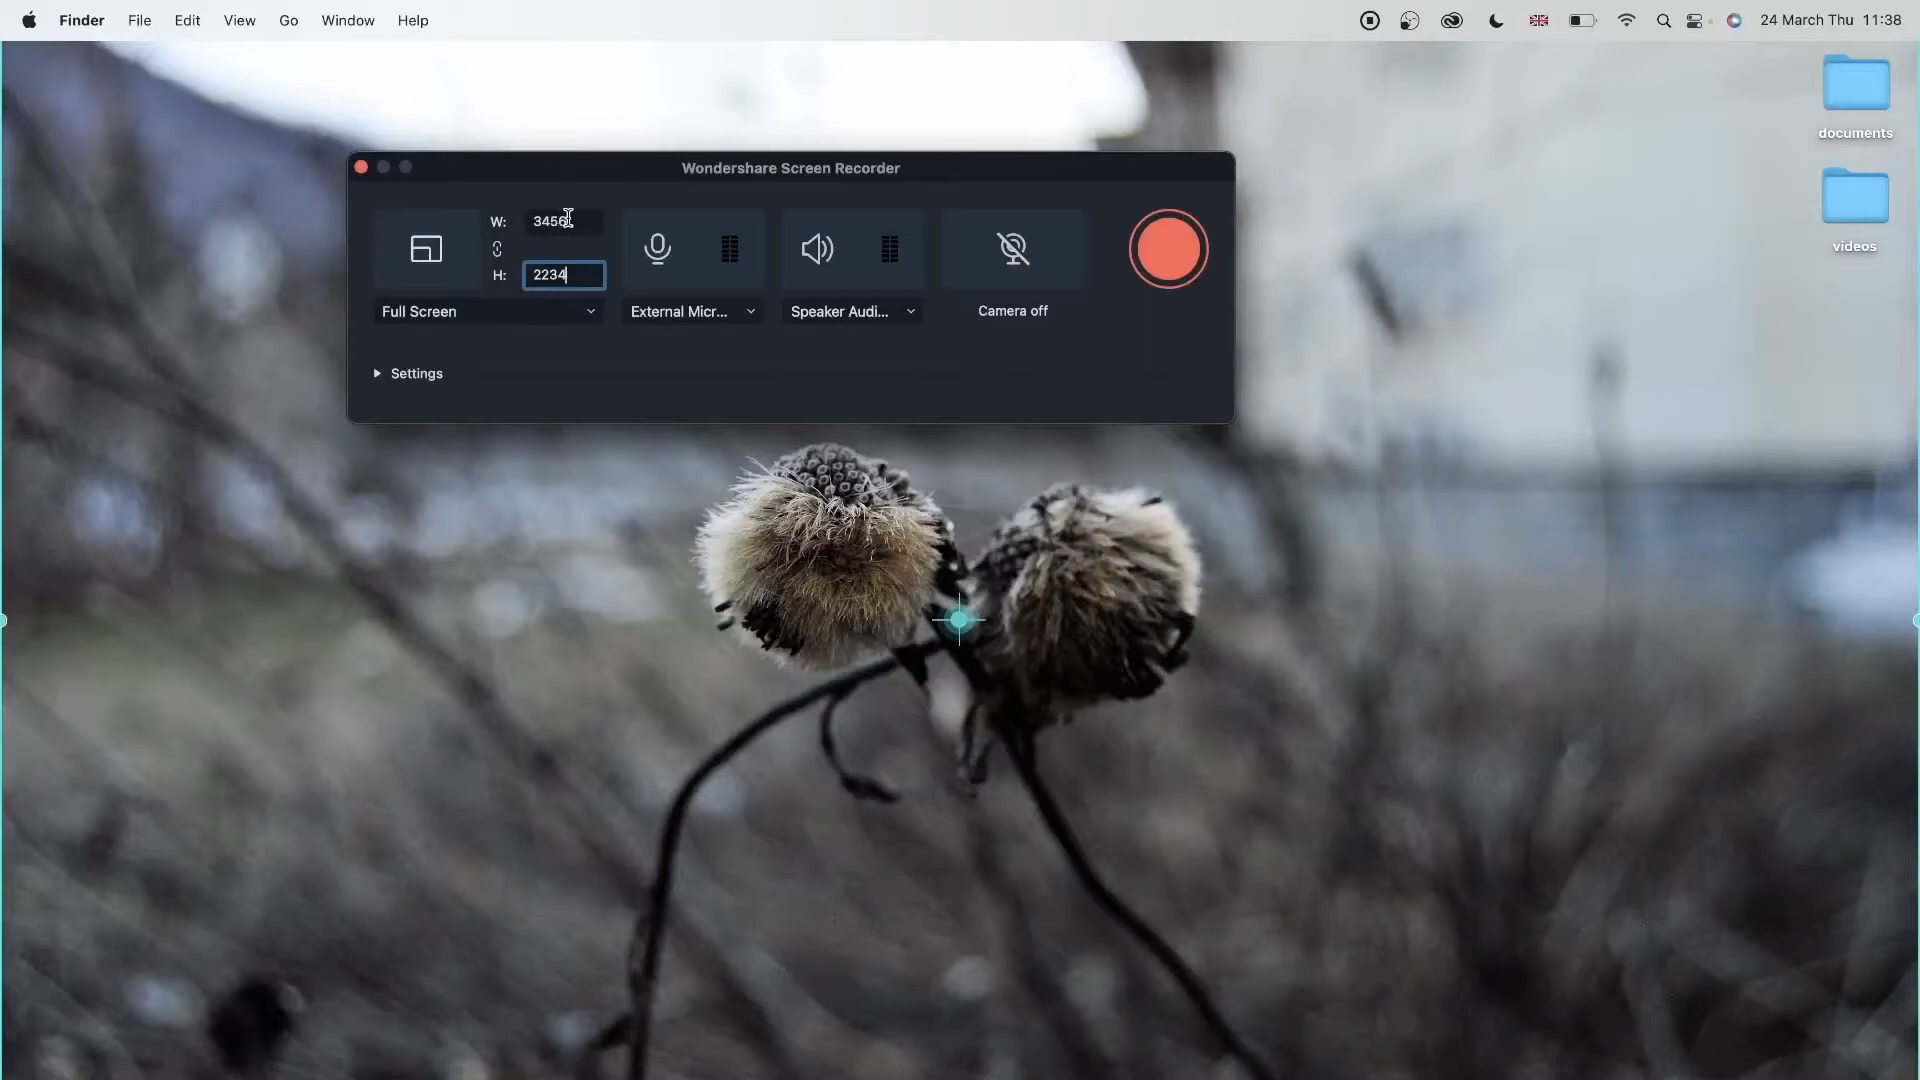 Finder File Edit View Go Window Help 24 March Thu 11:38
documents
videos
Wondershare Screen Recorder
W: 3456
H: 2234
Full Screen External Micr... Speaker Audi... Camera off
Settings